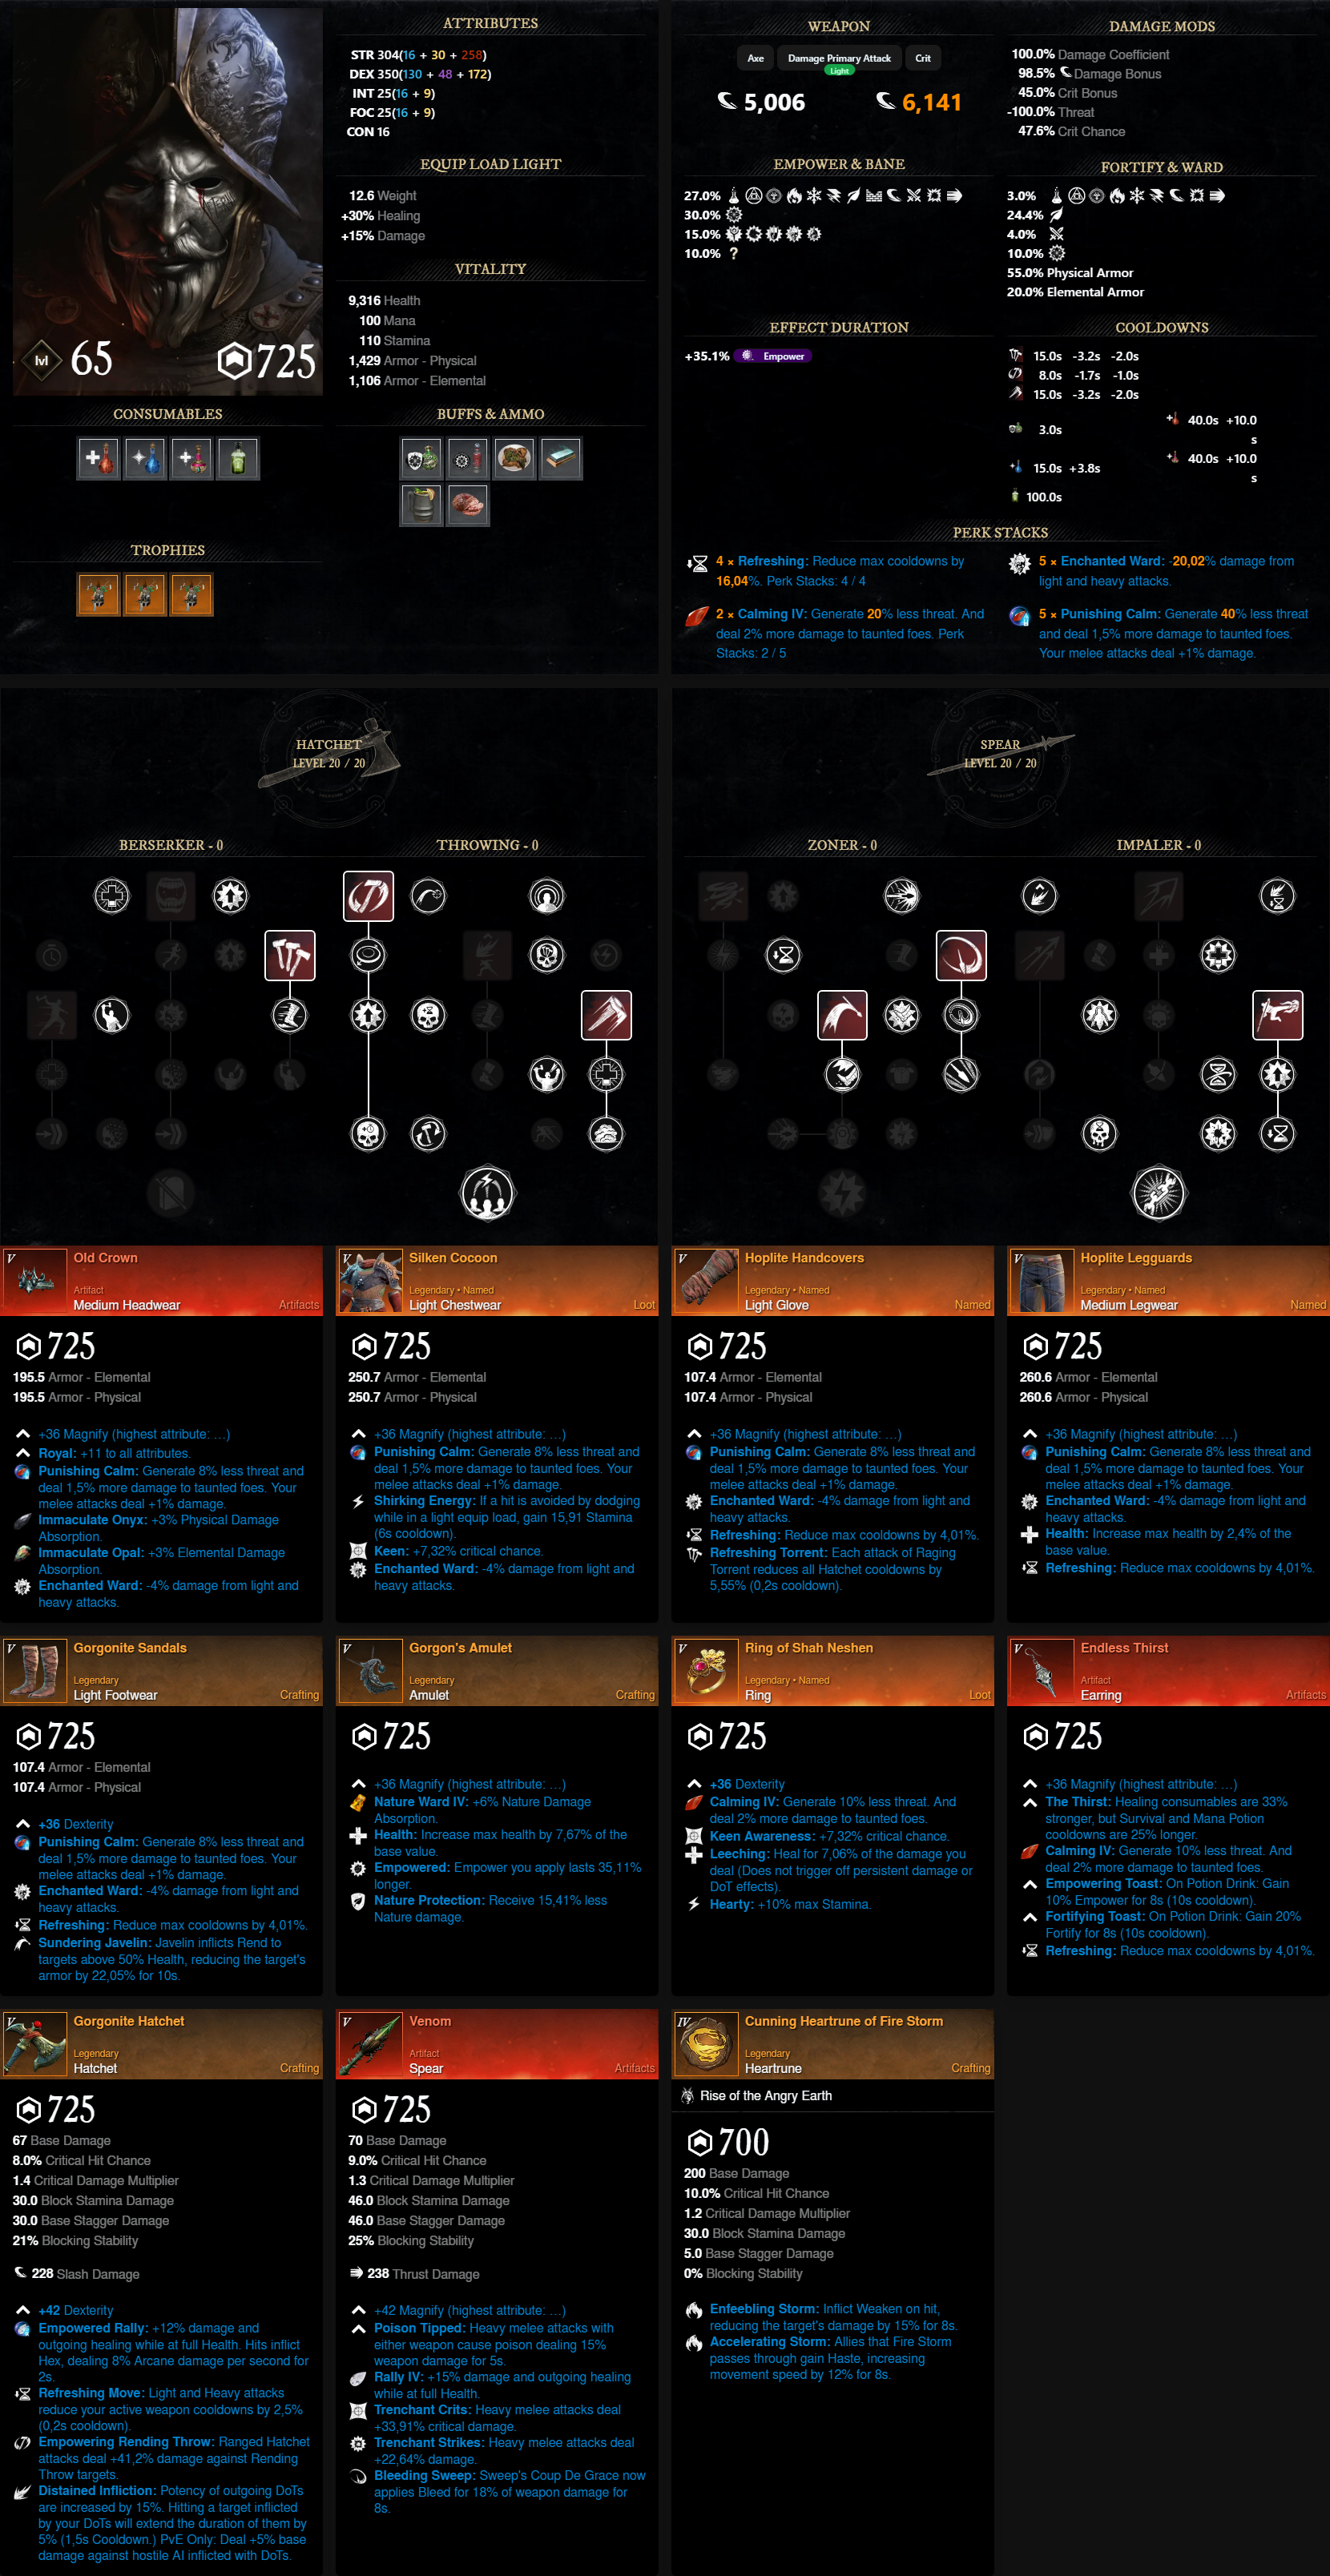 ATTRIBUTES
STR 304(16 + 30 + 258)
DEX 350(130 + 48 + 172)
INT 25(16 + 9)
FOC 25(16 + 9)
CON 16
EQUIP LOAD LIGHT
12.6 Weight
+30% Healing
+15% Damage
VITALITY
9,316 Health
100 Mana
110 Stamina
1,429 Armor - Physical
1,106 Armor - Elemental
lvl 65
725
CONSUMABLES
BUFFS & AMMO
TROPHIES
WEAPON
Axe
Damage Primary Attack
Light
Crit
5,006
6,141
DAMAGE MODS
100.0% Damage Coefficient
98.5% Damage Bonus
45.0% Crit Bonus
-100.0% Threat
47.6% Crit Chance
EMPOWER & BANE
27.0%
30.0%
15.0%
10.0% ?
FORTIFY & WARD
3.0%
24.4%
4.0%
10.0%
55.0% Physical Armor
20.0% Elemental Armor
EFFECT DURATION
+35.1% Empower
COOLDOWNS
15.0s -3.2s -2.0s
8.0s -1.7s -1.0s
15.0s -3.2s -2.0s
3.0s
40.0s +10.0
s
15.0s +3.8s
40.0s +10.0
s
100.0s
PERK STACKS
4 × Refreshing: Reduce max cooldowns by
16,04%. Perk Stacks: 4 / 4
2 × Calming IV: Generate 20% less threat. And
deal 2% more damage to taunted foes. Perk
Stacks: 2 / 5
5 × Enchanted Ward: -20,02% damage from
light and heavy attacks.
5 × Punishing Calm: Generate 40% less threat
and deal 1,5% more damage to taunted foes.
Your melee attacks deal +1% damage.
HATCHET
LEVEL 20 / 20
BERSERKER - 0
THROWING - 0
SPEAR
LEVEL 20 / 20
ZONER - 0
IMPALER - 0
V
Old Crown
Artifact
Medium Headwear
Artifacts
725
195.5 Armor - Elemental
195.5 Armor - Physical
+36 Magnify (highest attribute: ...)
Royal: +11 to all attributes.
Punishing Calm: Generate 8% less threat and
deal 1,5% more damage to taunted foes. Your
melee attacks deal +1% damage.
Immaculate Onyx: +3% Physical Damage
Absorption.
Immaculate Opal: +3% Elemental Damage
Absorption.
Enchanted Ward: -4% damage from light and
heavy attacks.
V
Silken Cocoon
Legendary • Named
Light Chestwear
Loot
725
250.7 Armor - Elemental
250.7 Armor - Physical
+36 Magnify (highest attribute: ...)
Punishing Calm: Generate 8% less threat and
deal 1,5% more damage to taunted foes. Your
melee attacks deal +1% damage.
Shirking Energy: If a hit is avoided by dodging
while in a light equip load, gain 15,91 Stamina
(6s cooldown).
Keen: +7,32% critical chance.
Enchanted Ward: -4% damage from light and
heavy attacks.
V
Hoplite Handcovers
Legendary • Named
Light Glove
Named
725
107.4 Armor - Elemental
107.4 Armor - Physical
+36 Magnify (highest attribute: ...)
Punishing Calm: Generate 8% less threat and
deal 1,5% more damage to taunted foes. Your
melee attacks deal +1% damage.
Enchanted Ward: -4% damage from light and
heavy attacks.
Refreshing: Reduce max cooldowns by 4,01%.
Refreshing Torrent: Each attack of Raging
Torrent reduces all Hatchet cooldowns by
5,55% (0,2s cooldown).
V
Hoplite Legguards
Legendary • Named
Medium Legwear
Named
725
260.6 Armor - Elemental
260.6 Armor - Physical
+36 Magnify (highest attribute: ...)
Punishing Calm: Generate 8% less threat and
deal 1,5% more damage to taunted foes. Your
melee attacks deal +1% damage.
Enchanted Ward: -4% damage from light and
heavy attacks.
Health: Increase max health by 2,4% of the
base value.
Refreshing: Reduce max cooldowns by 4,01%.
V
Gorgonite Sandals
Legendary
Light Footwear
Crafting
725
107.4 Armor - Elemental
107.4 Armor - Physical
+36 Dexterity
Punishing Calm: Generate 8% less threat and
deal 1,5% more damage to taunted foes. Your
melee attacks deal +1% damage.
Enchanted Ward: -4% damage from light and
heavy attacks.
Refreshing: Reduce max cooldowns by 4,01%.
Sundering Javelin: Javelin inflicts Rend to
targets above 50% Health, reducing the target's
armor by 22,05% for 10s.
V
Gorgon's Amulet
Legendary
Amulet
Crafting
725
+36 Magnify (highest attribute: ...)
Nature Ward IV: +6% Nature Damage
Absorption.
Health: Increase max health by 7,67% of the
base value.
Empowered: Empower you apply lasts 35,11%
longer.
Nature Protection: Receive 15,41% less
Nature damage.
V
Ring of Shah Neshen
Legendary • Named
Ring
Loot
725
+36 Dexterity
Calming IV: Generate 10% less threat. And
deal 2% more damage to taunted foes.
Keen Awareness: +7,32% critical chance.
Leeching: Heal for 7,06% of the damage you
deal (Does not trigger off persistent damage or
DoT effects).
Hearty: +10% max Stamina.
V
Endless Thirst
Artifact
Earring
Artifacts
725
+36 Magnify (highest attribute: ...)
The Thirst: Healing consumables are 33%
stronger, but Survival and Mana Potion
cooldowns are 25% longer.
Calming IV: Generate 10% less threat. And
deal 2% more damage to taunted foes.
Empowering Toast: On Potion Drink: Gain
10% Empower for 8s (10s cooldown).
Fortifying Toast: On Potion Drink: Gain 20%
Fortify for 8s (10s cooldown).
Refreshing: Reduce max cooldowns by 4,01%.
V
Gorgonite Hatchet
Legendary
Hatchet
Crafting
725
67 Base Damage
8.0% Critical Hit Chance
1.4 Critical Damage Multiplier
30.0 Block Stamina Damage
30.0 Base Stagger Damage
21% Blocking Stability
228 Slash Damage
+42 Dexterity
Empowered Rally: +12% damage and
outgoing healing while at full Health. Hits inflict
Hex, dealing 8% Arcane damage per second for
2s.
Refreshing Move: Light and Heavy attacks
reduce your active weapon cooldowns by 2,5%
(0,2s cooldown).
Empowering Rending Throw: Ranged Hatchet
attacks deal +41,2% damage against Rending
Throw targets.
Distained Infliction: Potency of outgoing DoTs
are increased by 15%. Hitting a target inflicted
by your DoTs will extend the duration of them by
5% (1,5s Cooldown.) PvE Only: Deal +5% base
damage against hostile AI inflicted with DoTs.
V
Venom
Artifact
Spear
Artifacts
725
70 Base Damage
9.0% Critical Hit Chance
1.3 Critical Damage Multiplier
46.0 Block Stamina Damage
46.0 Base Stagger Damage
25% Blocking Stability
238 Thrust Damage
+42 Magnify (highest attribute: ...)
Poison Tipped: Heavy melee attacks with
either weapon cause poison dealing 15%
weapon damage for 5s.
Rally IV: +15% damage and outgoing healing
while at full Health.
Trenchant Crits: Heavy melee attacks deal
+33,91% critical damage.
Trenchant Strikes: Heavy melee attacks deal
+22,64% damage.
Bleeding Sweep: Sweep's Coup De Grace now
applies Bleed for 18% of weapon damage for
8s.
IV
Cunning Heartrune of Fire Storm
Legendary
Heartrune
Crafting
Rise of the Angry Earth
700
200 Base Damage
10.0% Critical Hit Chance
1.2 Critical Damage Multiplier
30.0 Block Stamina Damage
5.0 Base Stagger Damage
0% Blocking Stability
Enfeebling Storm: Inflict Weaken on hit,
reducing the target's damage by 15% for 8s.
Accelerating Storm: Allies that Fire Storm
passes through gain Haste, increasing
movement speed by 12% for 8s.